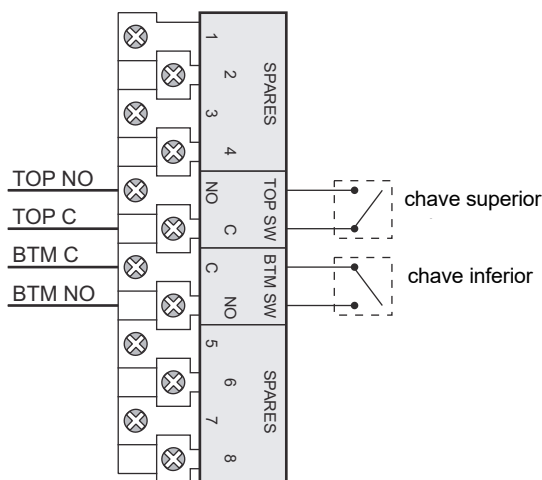 1
2
SPARES
3
4
TOP NO
NO
TOP SW
chave superior
TOP C
C
BTM C
C
BTM SW
chave inferior
BTM NO
NO
5
6
SPARES
7
8